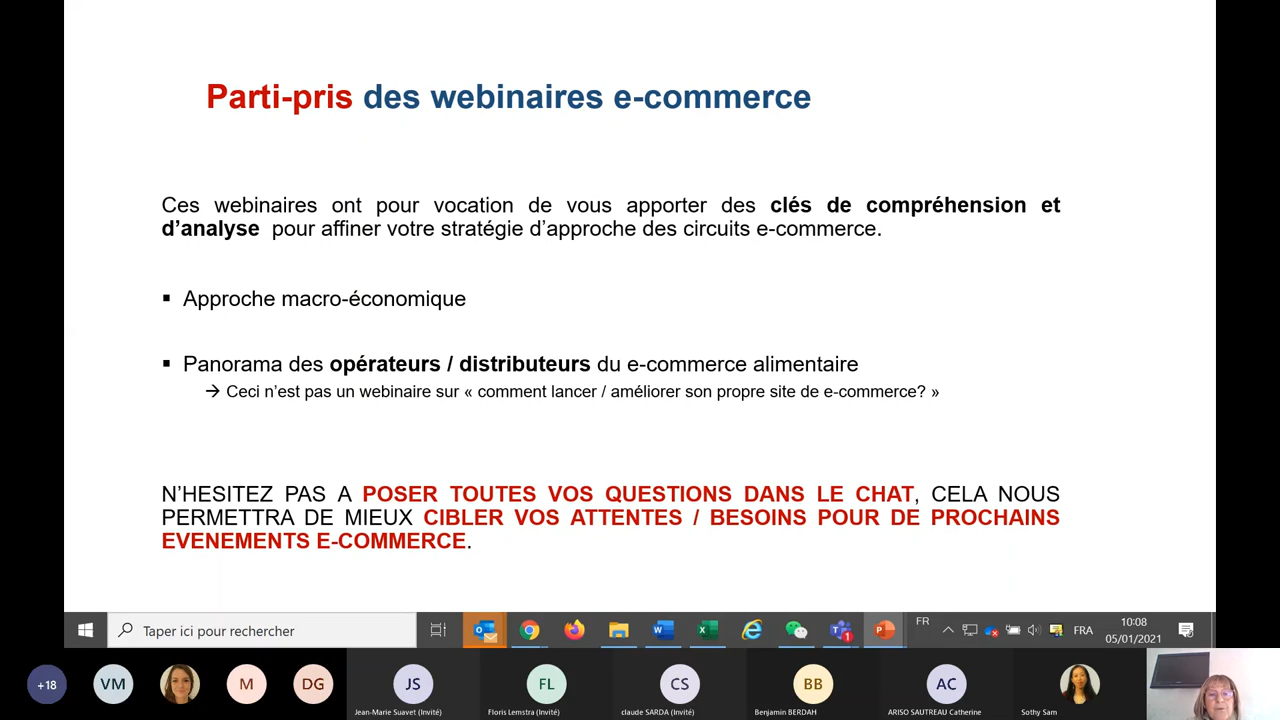 Parti-pris des webinaires e-commerce
Ces webinaires ont pour vocation de vous apporter des clés de compréhension et
d’analyse pour affiner votre stratégie d’approche des circuits e-commerce.
▪ Approche macro-économique
▪ Panorama des opérateurs / distributeurs du e-commerce alimentaire
→ Ceci n’est pas un webinaire sur « comment lancer / améliorer son propre site de e-commerce? »
N’HESITEZ PAS A POSER TOUTES VOS QUESTIONS DANS LE CHAT, CELA NOUS
PERMETTRA DE MIEUX CIBLER VOS ATTENTES / BESOINS POUR DE PROCHAINS
EVENEMENTS E-COMMERCE.
Taper ici pour rechercher
FR
FRA
10:08
05/01/2021
+18
VM
M
DG
JS
FL
CS
BB
AC
Jean-Marie Suavet (Invité)
Floris Lemstra (Invité)
claude SARDA (Invité)
Benjamin BERDAH
ARISO SAUTREAU Catherine
Sothy Sam